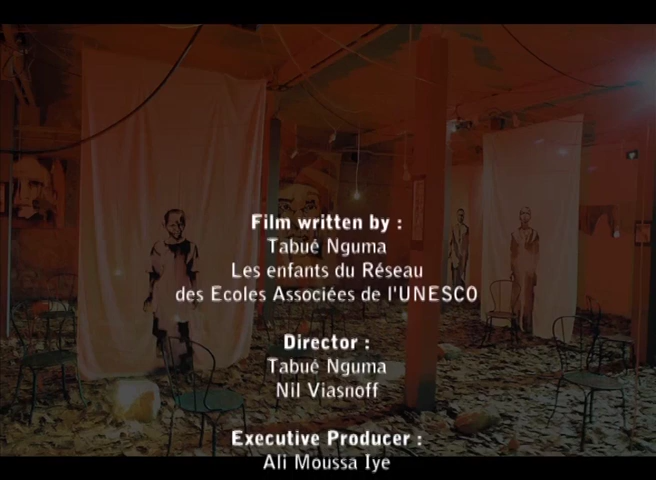 Film written by :
Tabué Nguma
Les enfants du Réseau
des Ecoles Associées de l'UNESCO
Director :
Tabué Nguma
Nil Viasnoff
Executive Producer :
Ali Moussa Iye